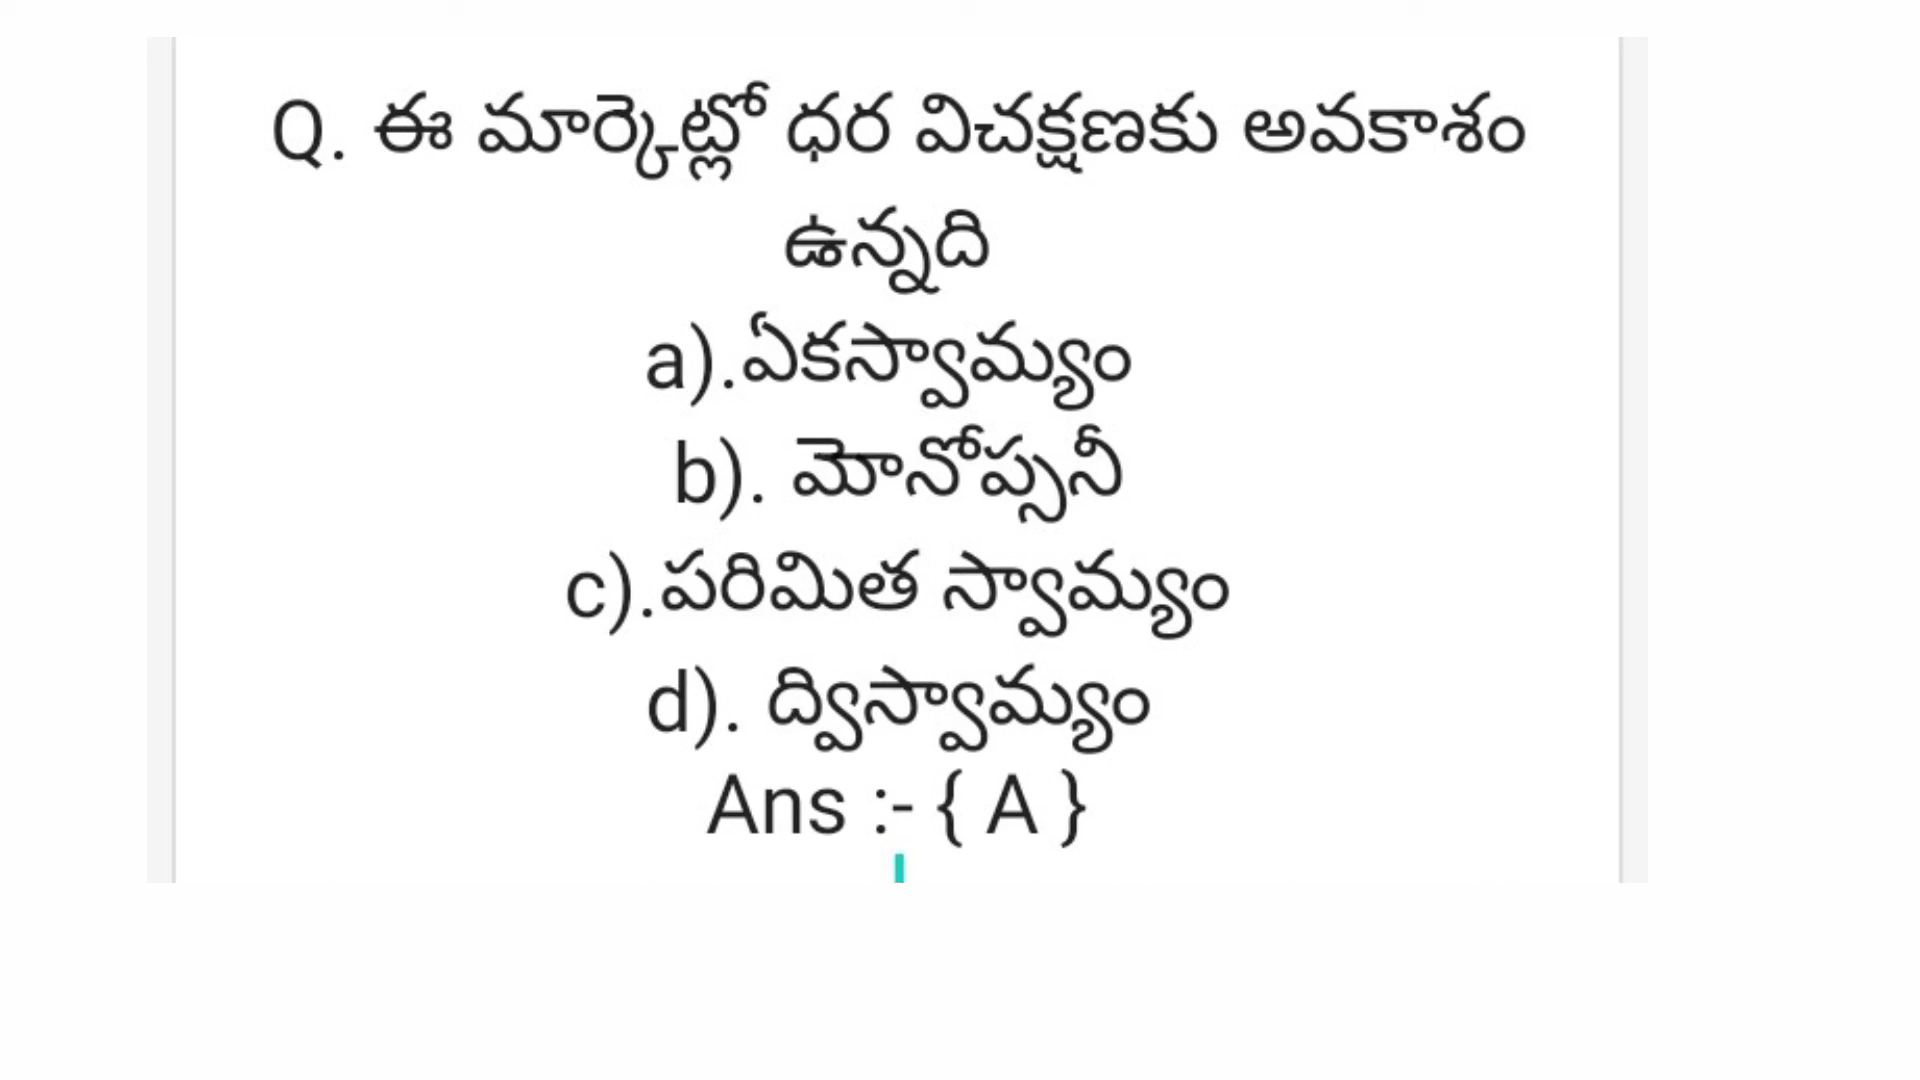 Q. ఈ మార్కెట్లో ధర విచక్షణకు అవకాశం
ఉన్నది
a).ఏకస్వామ్యం
b). మోనోప్సనీ
c).పరిమిత స్వామ్యం
d). ద్విస్వామ్యం
Ans :- { A }